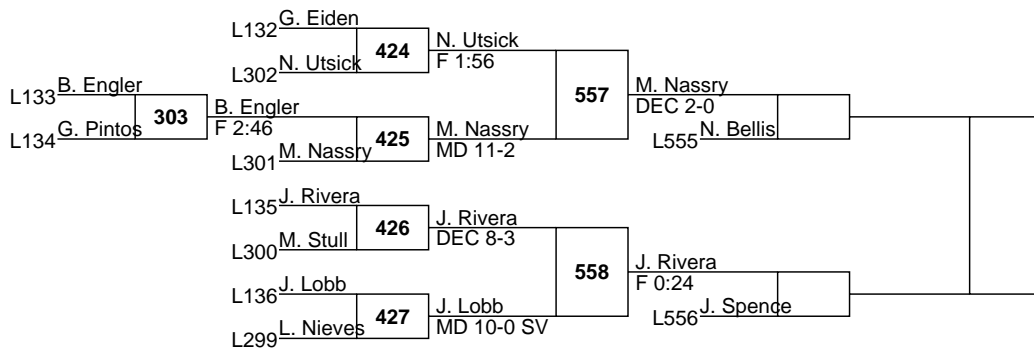 G. Eiden
L132
424
N. Utsick
F 1:56
N. Utsick
L302
B. Engler
L133
303
B. Engler
F 2:46
G. Pintos
L134
425
M. Nassry
MD 11-2
M. Nassry
L301
557
M. Nassry
DEC 2-0
N. Bellis
L555
J. Rivera
L135
426
J. Rivera
DEC 8-3
M. Stull
L300
558
J. Rivera
F 0:24
J. Spence
L556
J. Lobb
L136
427
J. Lobb
MD 10-0 SV
L. Nieves
L299